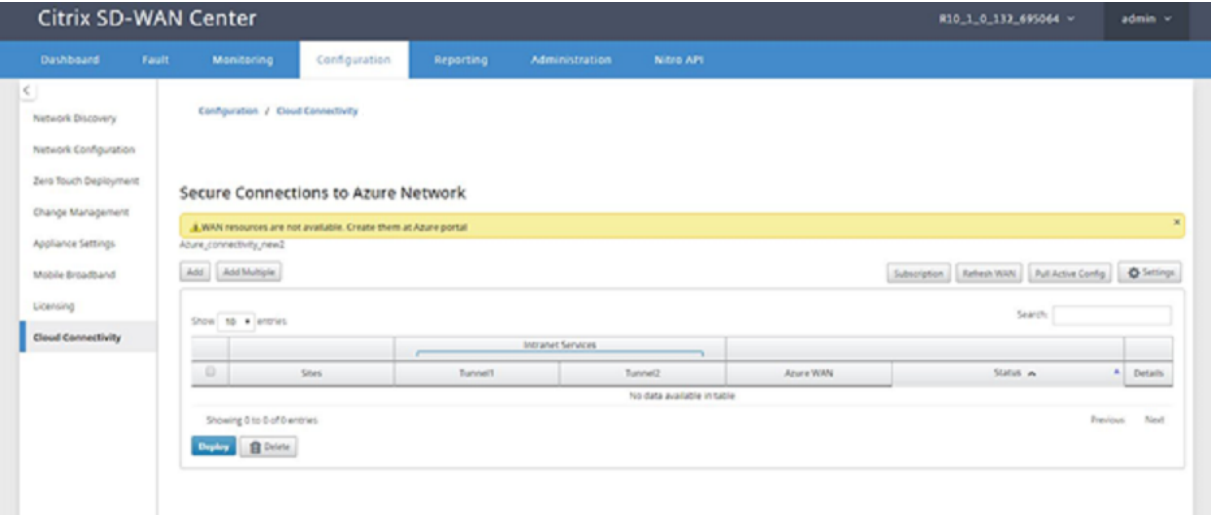 Citrix SD-WAN Center
R10_1_0_132_695064 admin
Dashboard Fault Monitoring Configuration Reporting Administration Nitro API
Configuration / Cloud Connectivity
Network Discovery
Network Configuration
Zero Touch Deployment
Change Management
Appliance Settings
Mobile Broadband
Licensing
Cloud Connectivity
Secure Connections to Azure Network
WAN resources are not available. Create them at Azure portal
Azure_connectivity_new2
Add Add Multiple Subscription Refresh WAN Pull Active Config Settings
Show 10 entries Search:
Intranet Services
Sites Tunnel1 Tunnel2 Azure WAN Status Details
No data available in table
Showing 0 to 0 of 0 entries Previous Next
Deploy Delete